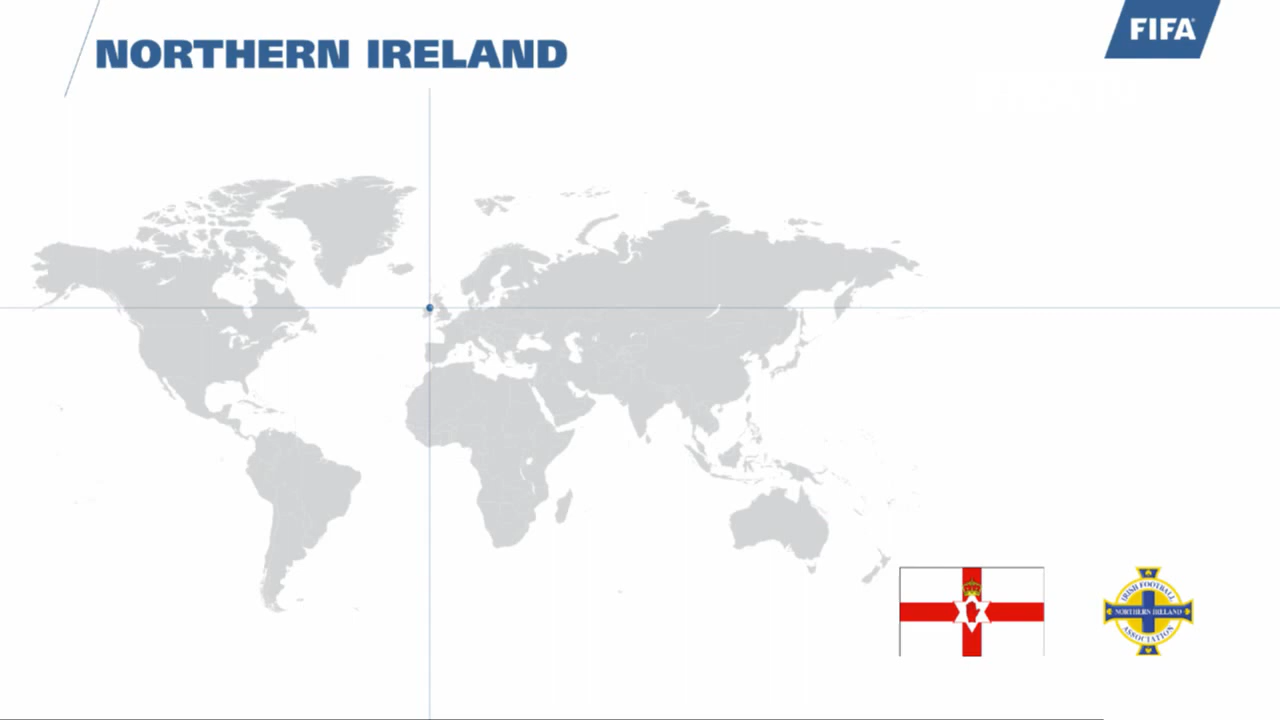 NORTHERN IRELAND
FIFA
IRISH FOOTBALL
NORTHERN IRELAND
ASSOCIATION